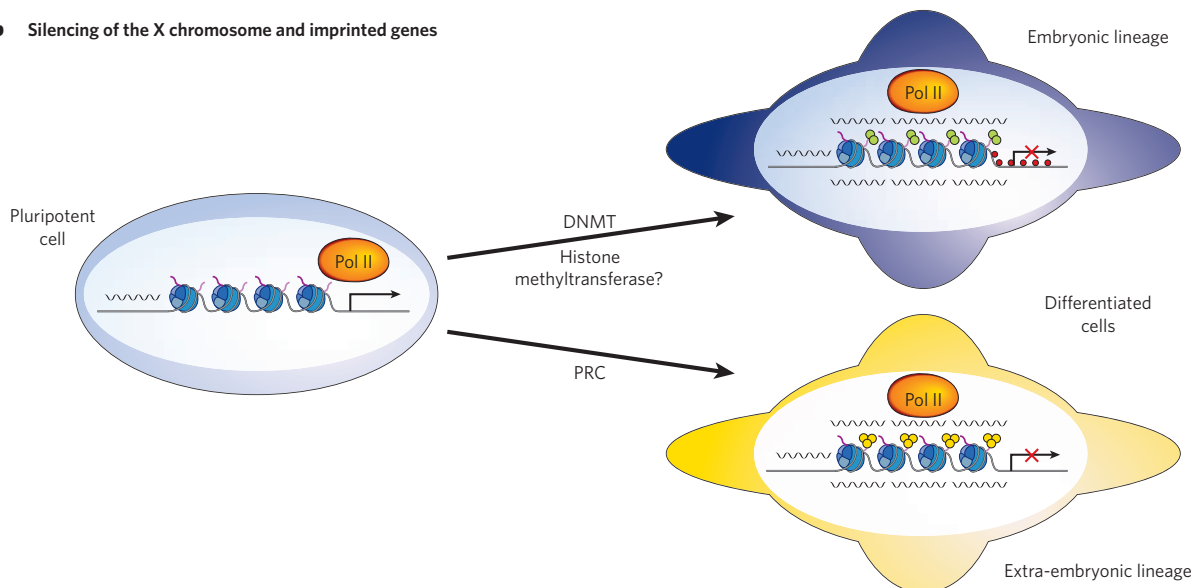 Silencing of the X chromosome and imprinted genes
Embryonic lineage
Pol II
Pluripotent
cell
Pol II
DNMT
Histone
methyltransferase?
Differentiated
cells
PRC
Pol II
Extra-embryonic lineage